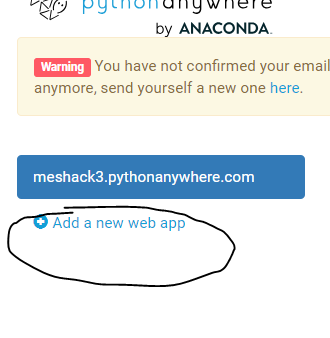 pythonanywhere
by ANACONDA.
Warning You have not confirmed your email
anymore, send yourself a new one here.
meshack3.pythonanywhere.com
Add a new web app